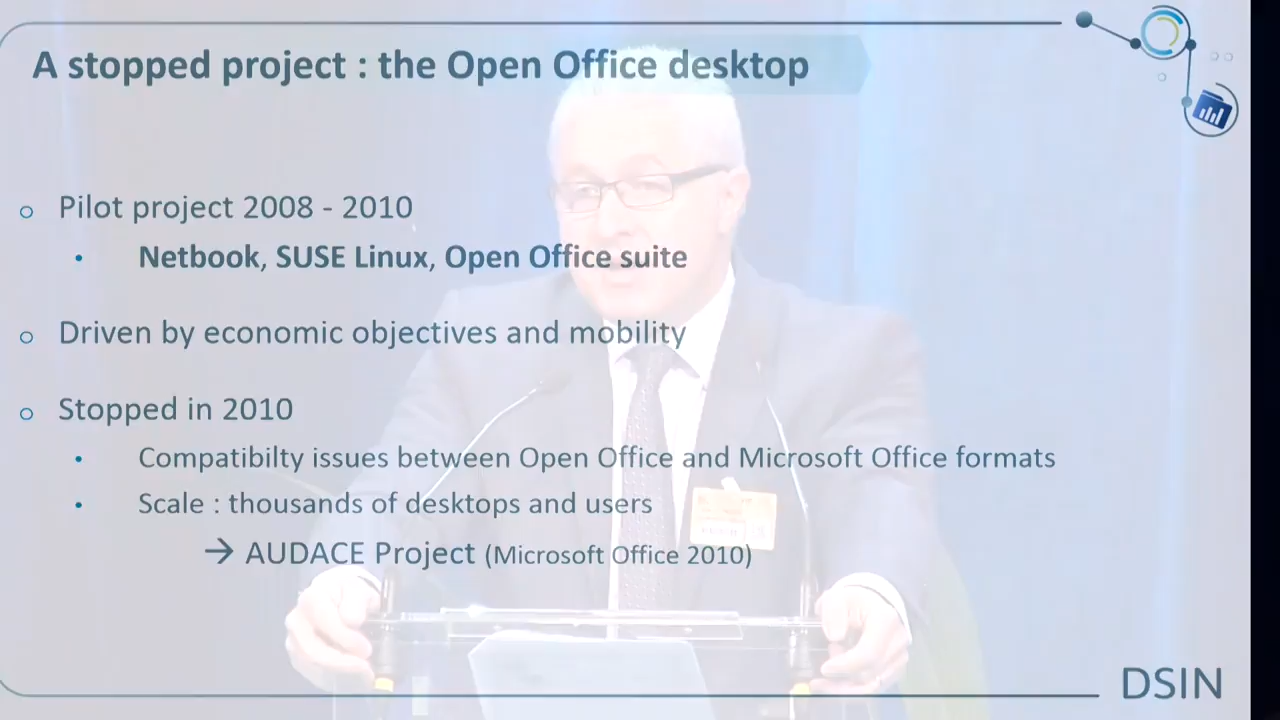 A stopped project : the Open Office desktop
Pilot project 2008 - 2010
Netbook, SUSE Linux, Open Office suite
Driven by economic objectives and mobility
Stopped in 2010
Compatibilty issues between Open Office and Microsoft Office formats
Scale : thousands of desktops and users
→ AUDACE Project (Microsoft Office 2010)
DSIN